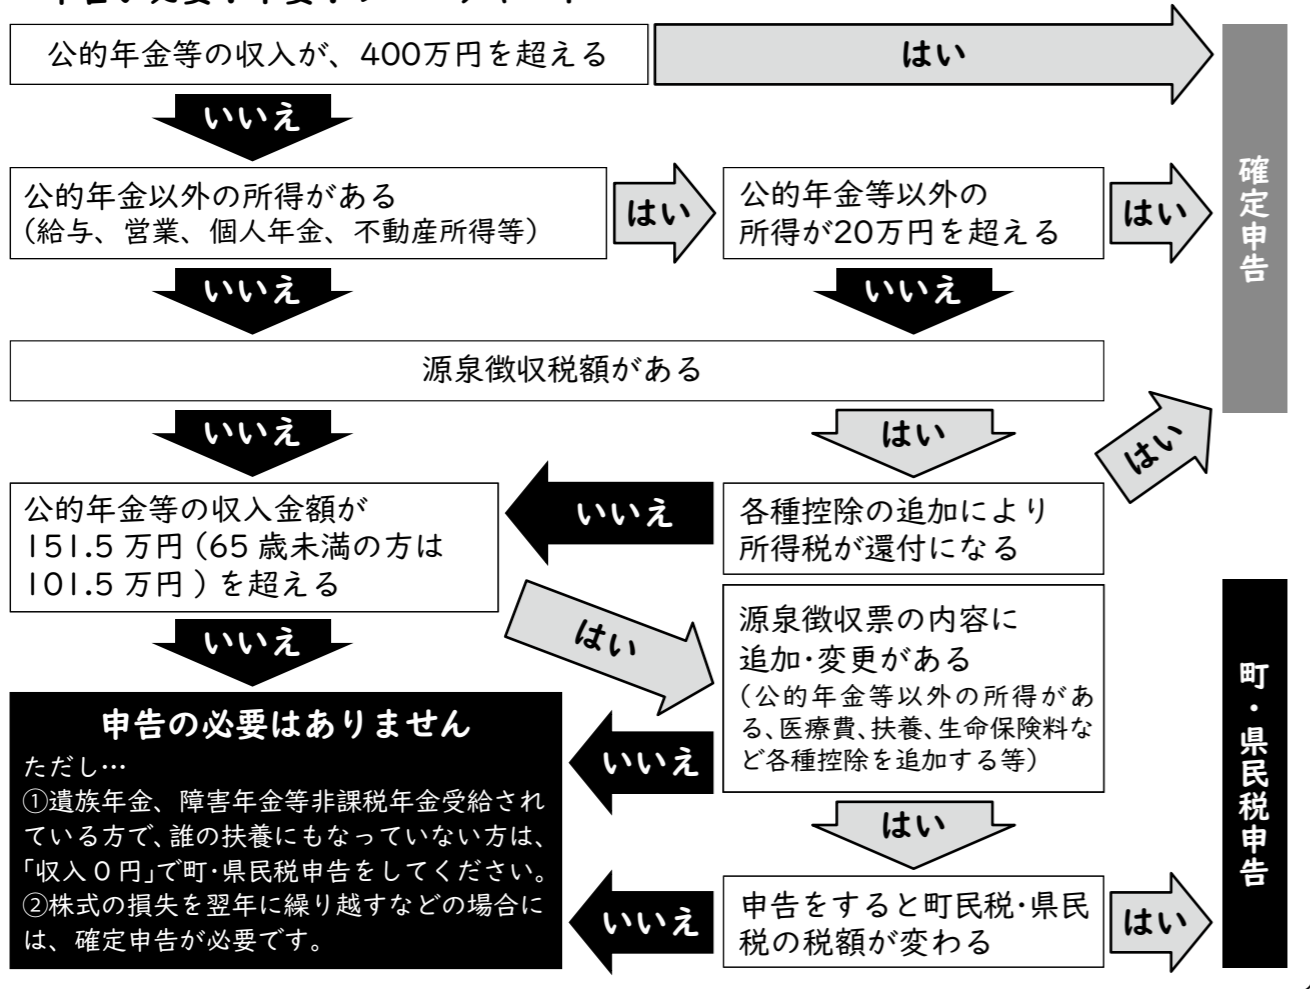 公的年金等の収入が、400万円を超える
はい
いいえ
公的年金以外の所得がある
(給与、営業、個人年金、不動産所得等)
はい
公的年金等以外の
所得が20万円を超える
はい
確定申告
いいえ
いいえ
源泉徴収税額がある
いいえ
はい
はい
公的年金等の収入金額が
151.5 万円 (65 歳未満の方は
101.5 万円 ) を超える
いいえ
各種控除の追加により
所得税が還付になる
はい
いいえ
源泉徴収票の内容に
追加・変更がある
(公的年金等以外の所得があ
る、医療費、扶養、生命保険料な
ど各種控除を追加する等)
町・県民税申告
申告の必要はありません
ただし…
①遺族年金、障害年金等非課税年金受給され
ている方で、誰の扶養にもなっていない方は、
「収入0円」で町・県民税申告をしてください。
②株式の損失を翌年に繰り越すなどの場合に
は、確定申告が必要です。
いいえ
はい
いいえ
申告をすると町民税・県民
税の税額が変わる
はい